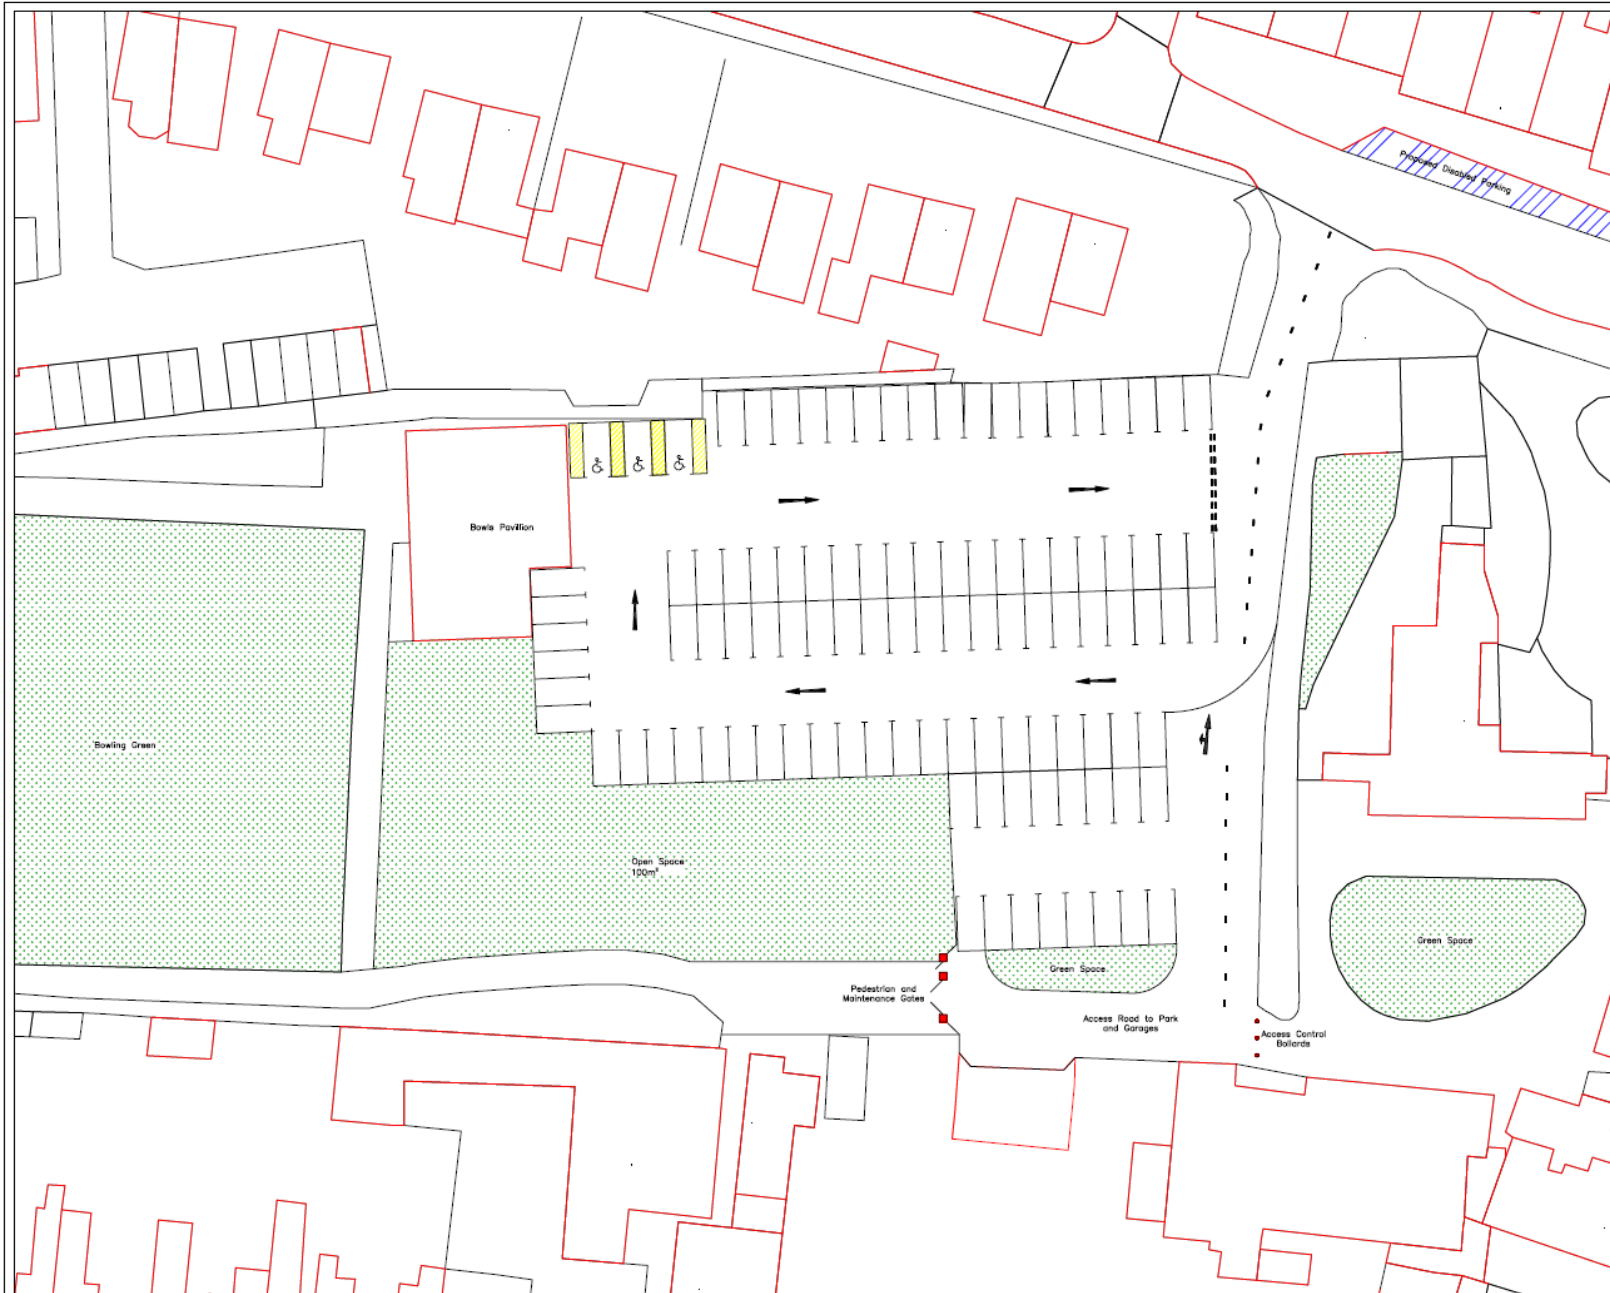 Proposed Disabled Parking
Bowls Pavillion
Bowling Green
Open Space
100m²
Green Space
Green Space
Pedestrian and
Maintenance Gates
Access Road to Park
and Garages
Access Control
Bollards